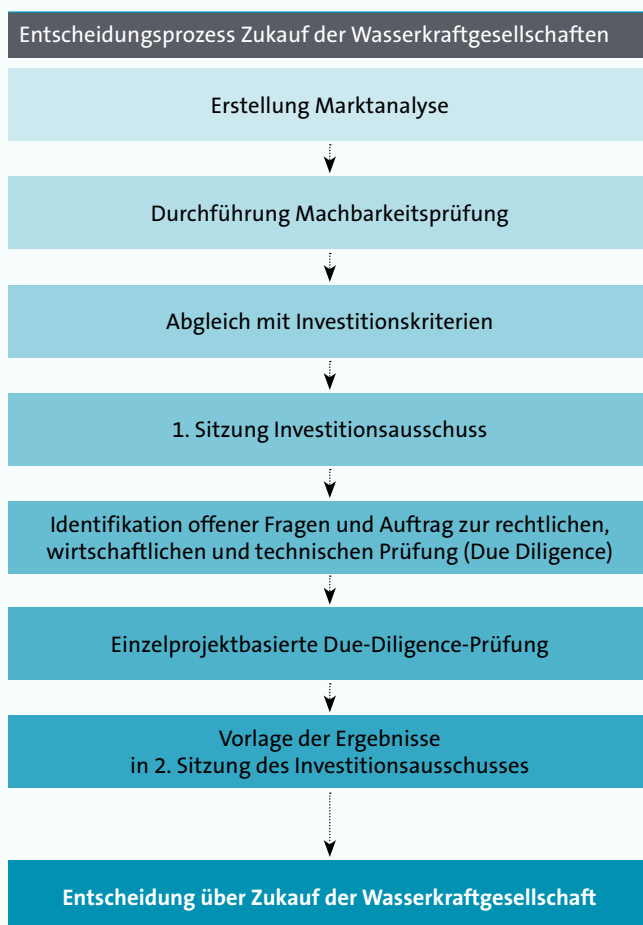 Entscheidungsprozess Zukauf der Wasserkraftgesellschaften
Erstellung Marktanalyse
Durchführung Machbarkeitsprüfung
Abgleich mit Investitionskriterien
1. Sitzung Investitionsausschuss
Identifikation offener Fragen und Auftrag zur rechtlichen,
wirtschaftlichen und technischen Prüfung (Due Diligence)
Einzelprojektbasierte Due-Diligence-Prüfung
Vorlage der Ergebnisse
in 2. Sitzung des Investitionsausschusses
Entscheidung über Zukauf der Wasserkraftgesellschaft